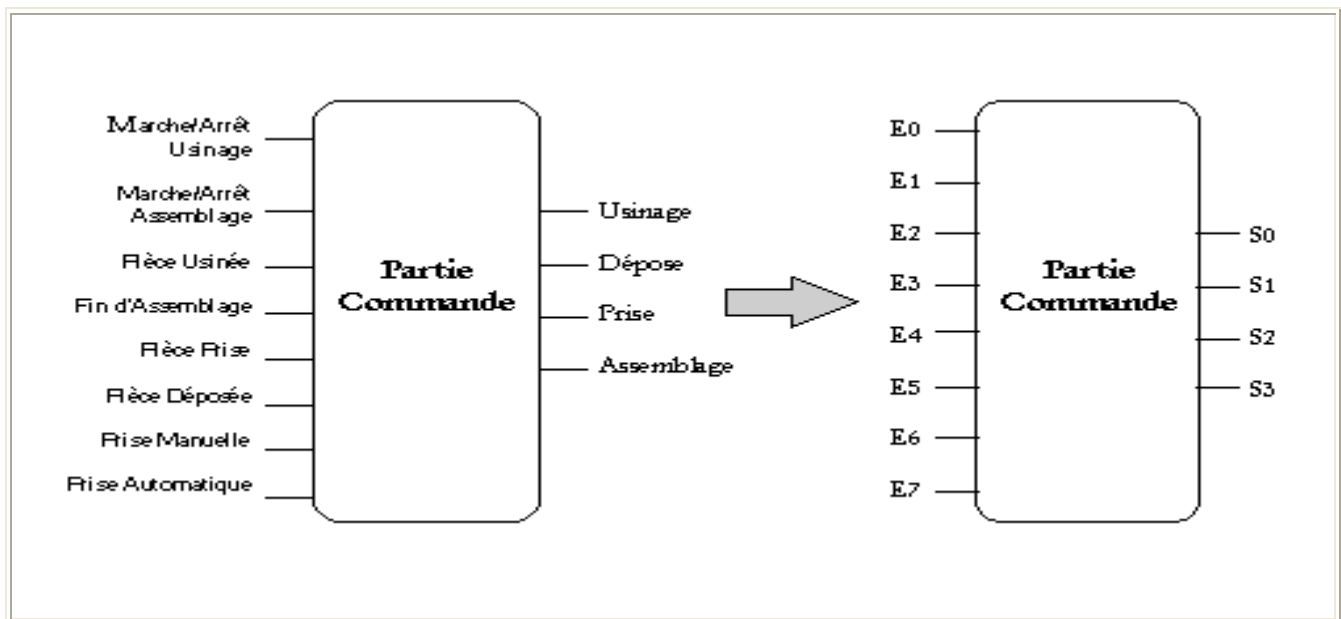 Marche/Arrêt
Usinage
Marche/Arrêt
Assemblage
Pièce Usinée
Fin d'Assemblage
Pièce Prise
Pièce Déposée
Prise Manuelle
Prise Automatique
Partie
Commande
Usinage
Dépose
Prise
Assemblage
E0
E1
E2
E3
E4
E5
E6
E7
Partie
Commande
S0
S1
S2
S3